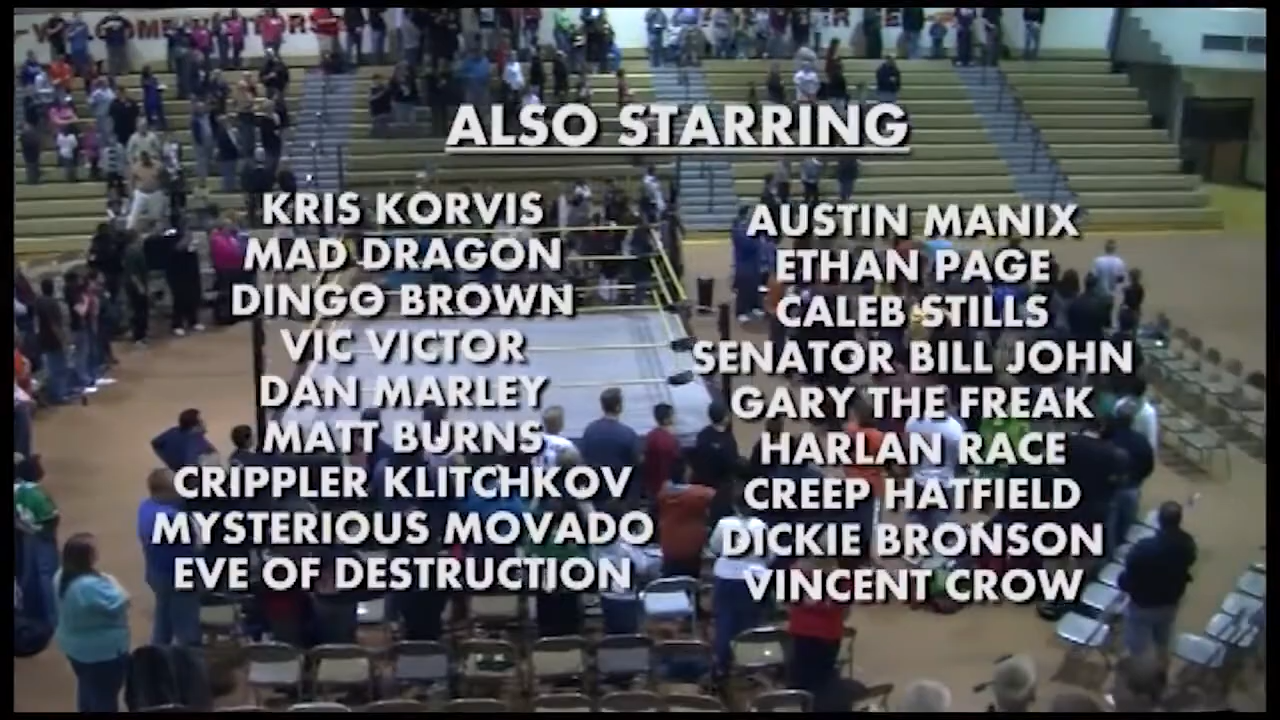 WELCOME VISITORS
ALSO STARRING
KRIS KORVIS
MAD DRAGON
DINGO BROWN
VIC VICTOR
DAN MARLEY
MATT BURNS
CRIPPLER KLITCHKOV
MYSTERIOUS MOVADO
EVE OF DESTRUCTION
AUSTIN MANIX
ETHAN PAGE
CALEB STILLS
SENATOR BILL JOHN
GARY THE FREAK
HARLAN RACE
CREEP HATFIELD
DICKIE BRONSON
VINCENT CROW